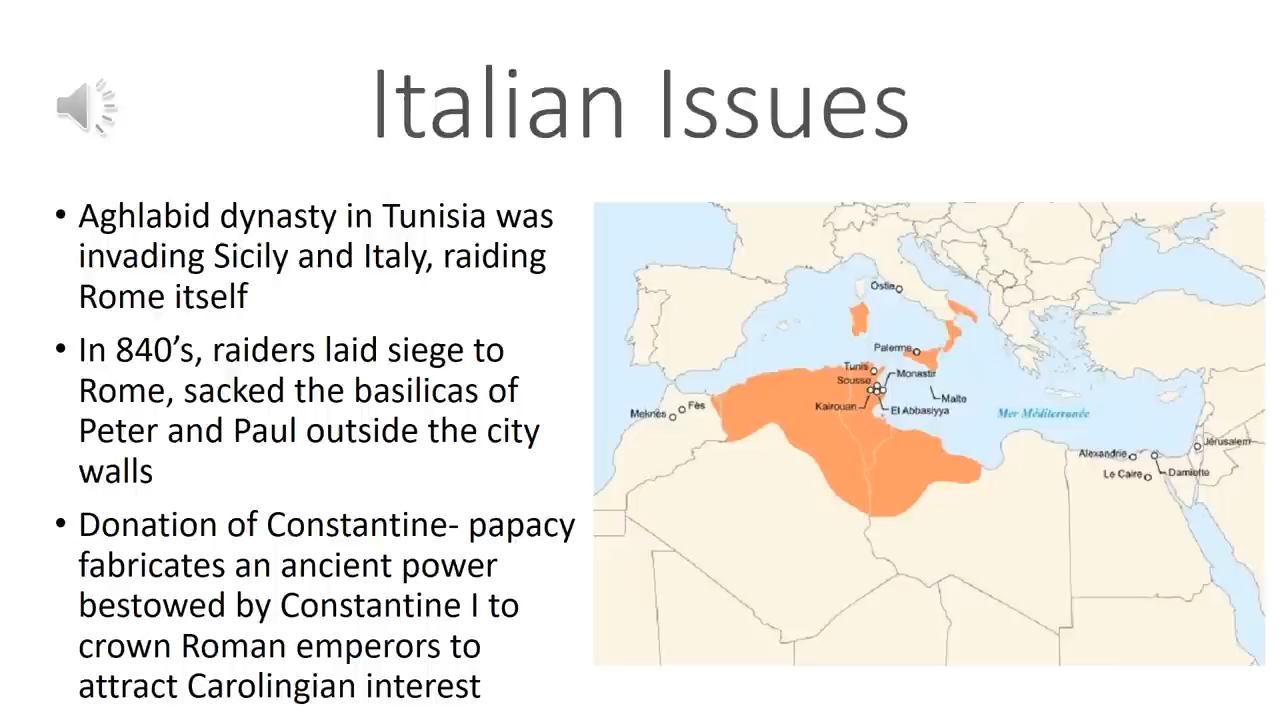 Italian Issues
• Aghlabid dynasty in Tunisia was
invading Sicily and Italy, raiding
Rome itself
• In 840’s, raiders laid siege to
Rome, sacked the basilicas of
Peter and Paul outside the city
walls
• Donation of Constantine- papacy
fabricates an ancient power
bestowed by Constantine I to
crown Roman emperors to
attract Carolingian interest
Ostie
Palerme
Tunis
Monastir
Sousse
Malte
Kairouan
El Abbasiyya
Meknès
Fès
Mer Méditerranée
Jérusalem
Alexandrie
Le Caire
Damiette